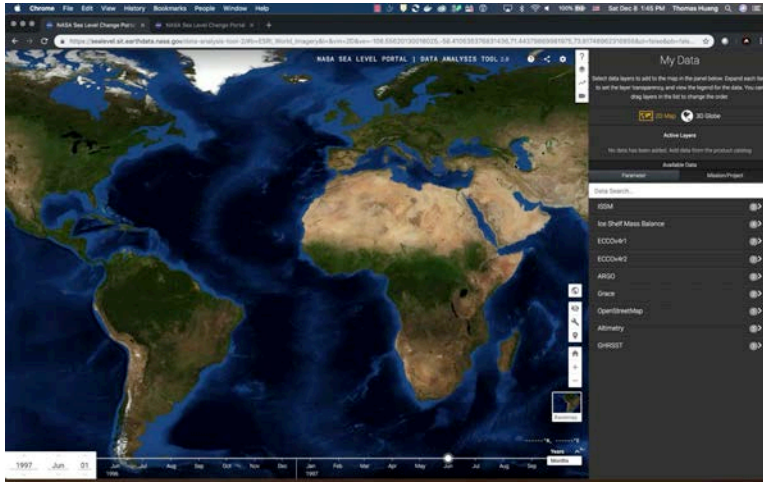 Chrome File Edit View History Bookmarks People Window Help
100% Sat Dec 8 1:45 PM Thomas Huang
NASA Sea Level Change Portal
NASA Sea Level Change Portal
NASA SEA LEVEL PORTAL | DATA ANALYSIS TOOL 2.0
My Data
Select data layers to add to the map in the panel below. Expand each item
to set the layer transparency, and view the legend for the data. You can
drag layers in the list to change the order.
2D Map 3D Globe
Active Layers
No data has been added. Add data from the product catalog
Available Data
Parameter Mission/Project
Data Search...
ISSM
Ice Shelf Mass Balance
ECCOv4r1
ECCOv4r2
ARGO
Grace
OpenStreetMap
Altimetry
GHRSST
Basemap
Years
Months
1997 Jun 01
Jun Jul Aug Sep Oct Nov Dec Jan Feb Mar Apr May Jun Jul Aug Sep
1996 1997